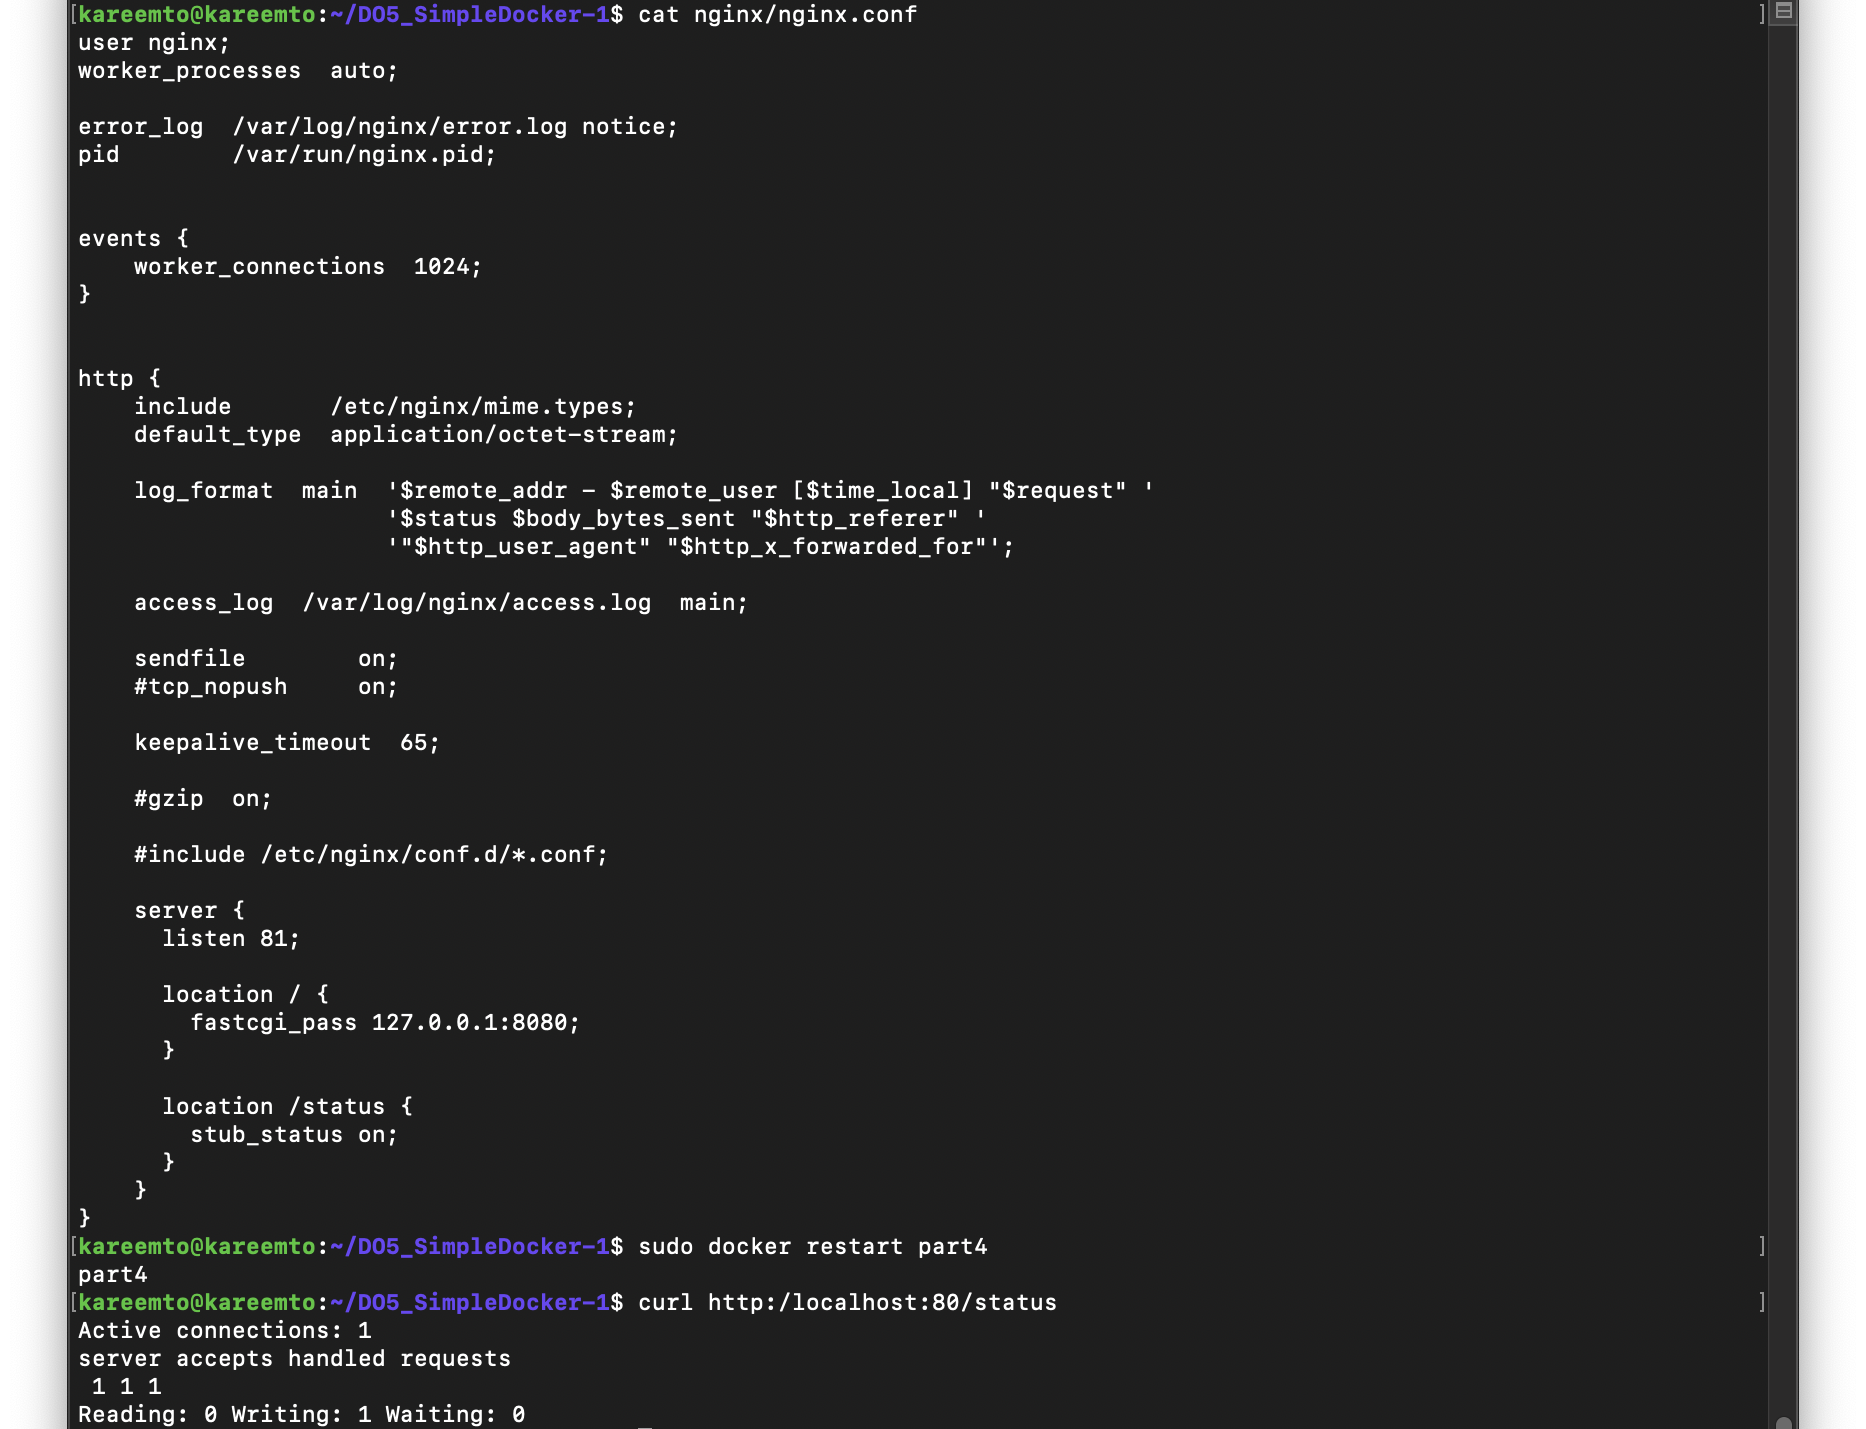 [kareemto@kareemto:~/DO5_SimpleDocker-1$ cat nginx/nginx.conf ]
user nginx;
worker_processes  auto;

error_log  /var/log/nginx/error.log notice;
pid        /var/run/nginx.pid;


events {
    worker_connections  1024;
}


http {
    include       /etc/nginx/mime.types;
    default_type  application/octet-stream;

    log_format  main  '$remote_addr - $remote_user [$time_local] "$request" '
                      '$status $body_bytes_sent "$http_referer" '
                      '"$http_user_agent" "$http_x_forwarded_for"';

    access_log  /var/log/nginx/access.log  main;

    sendfile        on;
    #tcp_nopush     on;

    keepalive_timeout  65;

    #gzip  on;

    #include /etc/nginx/conf.d/*.conf;

    server {
      listen 81;

      location / {
        fastcgi_pass 127.0.0.1:8080;
      }

      location /status {
        stub_status on;
      }
    }
}
[kareemto@kareemto:~/DO5_SimpleDocker-1$ sudo docker restart part4 ]
part4
[kareemto@kareemto:~/DO5_SimpleDocker-1$ curl http:/localhost:80/status ]
Active connections: 1
server accepts handled requests
 1 1 1
Reading: 0 Writing: 1 Waiting: 0